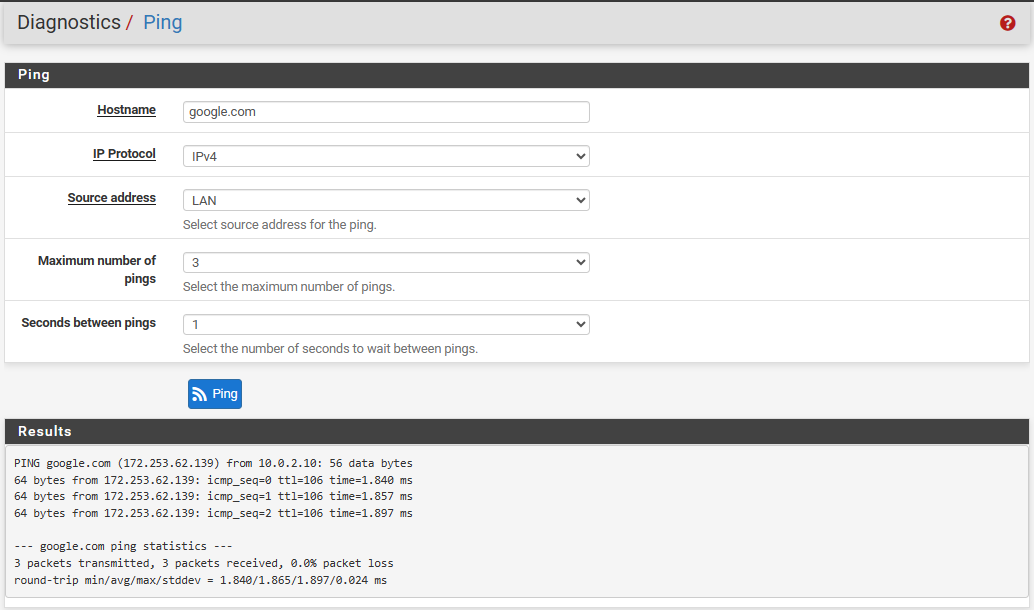 Diagnostics / Ping
Ping
Hostname
google.com
IP Protocol
IPv4
Source address
LAN
Select source address for the ping.
Maximum number of
pings
3
Select the maximum number of pings.
Seconds between pings
1
Select the number of seconds to wait between pings.
Ping
Results
PING google.com (172.253.62.139) from 10.0.2.10: 56 data bytes
64 bytes from 172.253.62.139: icmp_seq=0 ttl=106 time=1.840 ms
64 bytes from 172.253.62.139: icmp_seq=1 ttl=106 time=1.857 ms
64 bytes from 172.253.62.139: icmp_seq=2 ttl=106 time=1.897 ms
--- google.com ping statistics ---
3 packets transmitted, 3 packets received, 0.0% packet loss
round-trip min/avg/max/stddev = 1.840/1.865/1.897/0.024 ms